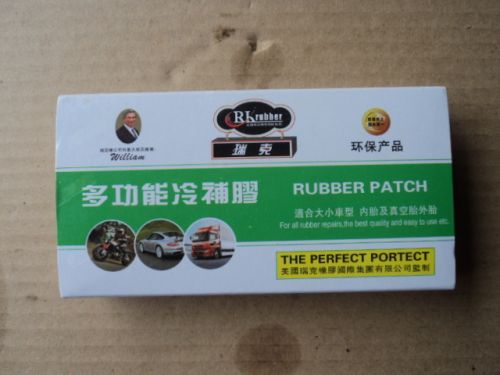 RK rubber
瑞克
William
环保产品
多功能冷補膠
RUBBER PATCH
適合大小車型 內胎及真空胎外胎
For all rubber repairs,the best quality and easy to use etc.
THE PERFECT PORTECT
美國瑞克橡膠國際集團有限公司監制